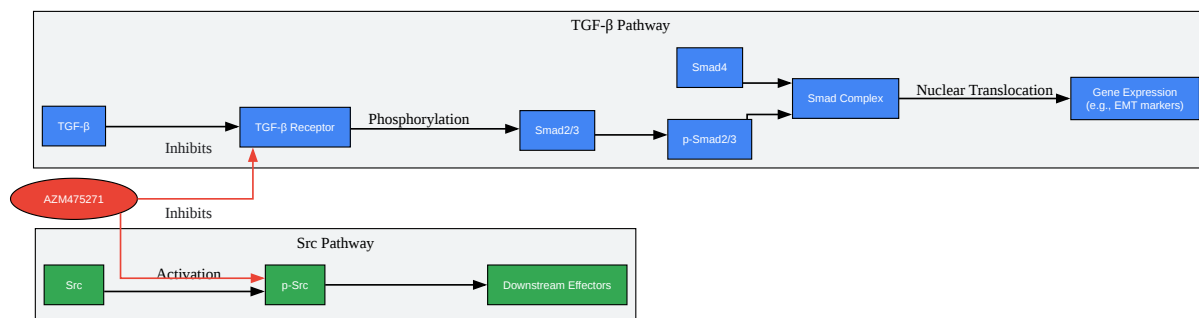 TGF-β Pathway
Smad4
Smad Complex
Nuclear Translocation
Gene Expression
(e.g., EMT markers)
TGF-β
TGF-β Receptor
Phosphorylation
Smad2/3
p-Smad2/3
Inhibits
AZM475271
Inhibits
Src Pathway
Activation
Src
p-Src
Downstream Effectors